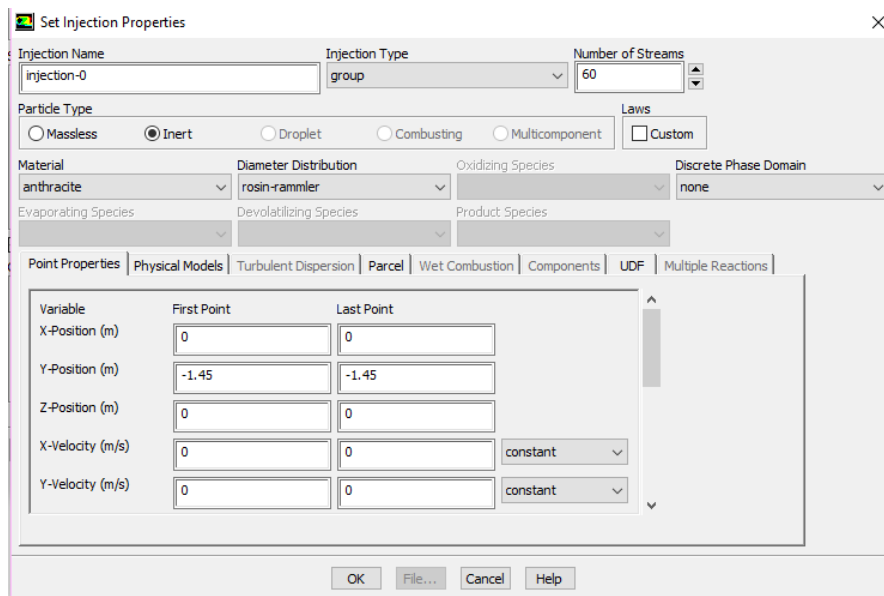 Set Injection Properties
Injection Name Injection Type Number of Streams
injection-0 group 60
Particle Type Laws
Massless Inert Droplet Combusting Multicomponent Custom
Material Diameter Distribution Oxidizing Species Discrete Phase Domain
anthracite rosin-rammler none
Evaporating Species Devolatilizing Species Product Species
Point Properties Physical Models Turbulent Dispersion Parcel Wet Combustion Components UDF Multiple Reactions
Variable First Point Last Point
X-Position (m) 0 0
Y-Position (m) -1.45 -1.45
Z-Position (m) 0 0
X-Velocity (m/s) 0 0 constant
Y-Velocity (m/s) 0 0 constant
OK File... Cancel Help